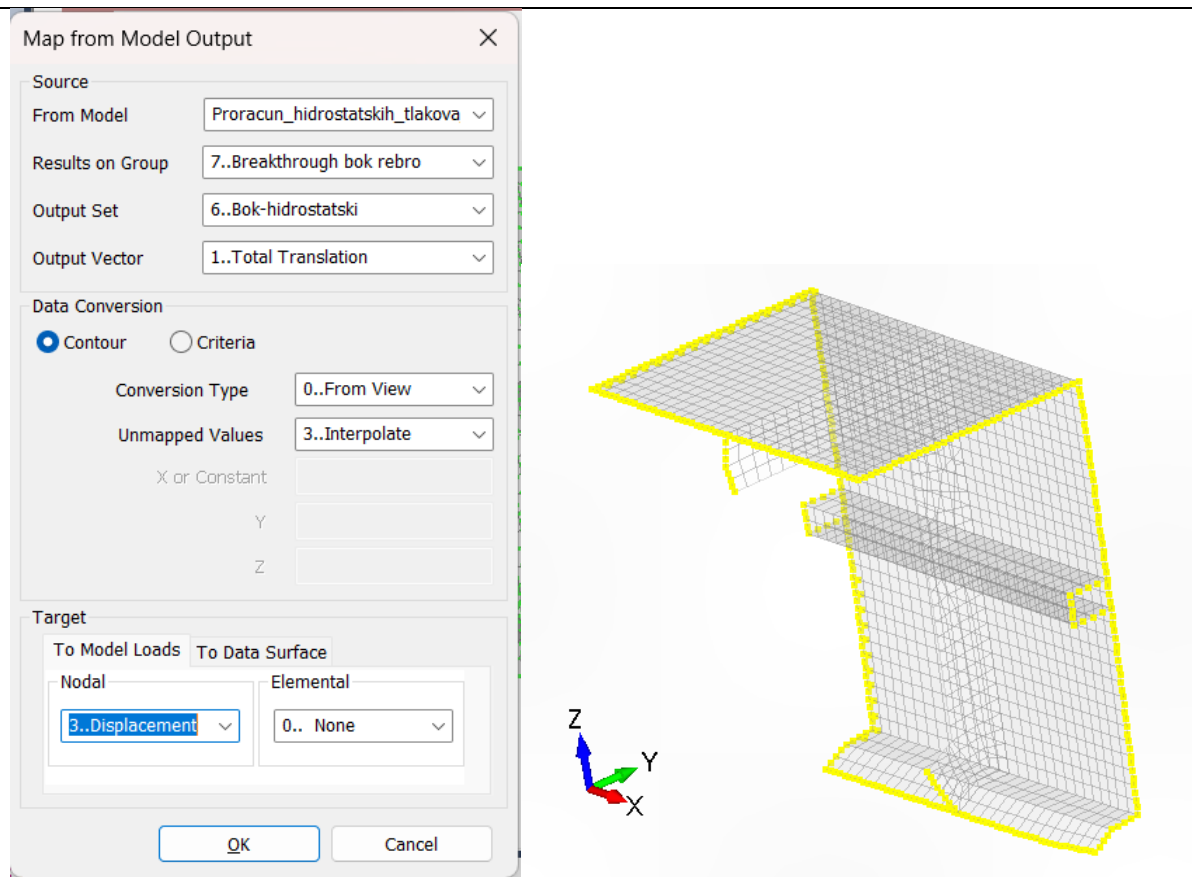 Map from Model Output
Source
From Model Proracun_hidrostatskih_tlakova
Results on Group 7..Breakthrough bok rebro
Output Set 6..Bok-hidrostatski
Output Vector 1..Total Translation
Data Conversion
Contour Criteria
Conversion Type 0..From View
Unmapped Values 3..Interpolate
X or Constant
Y
Z
Target
To Model Loads To Data Surface
Nodal Elemental
3..Displacement 0.. None
OK Cancel
Z
Y
X